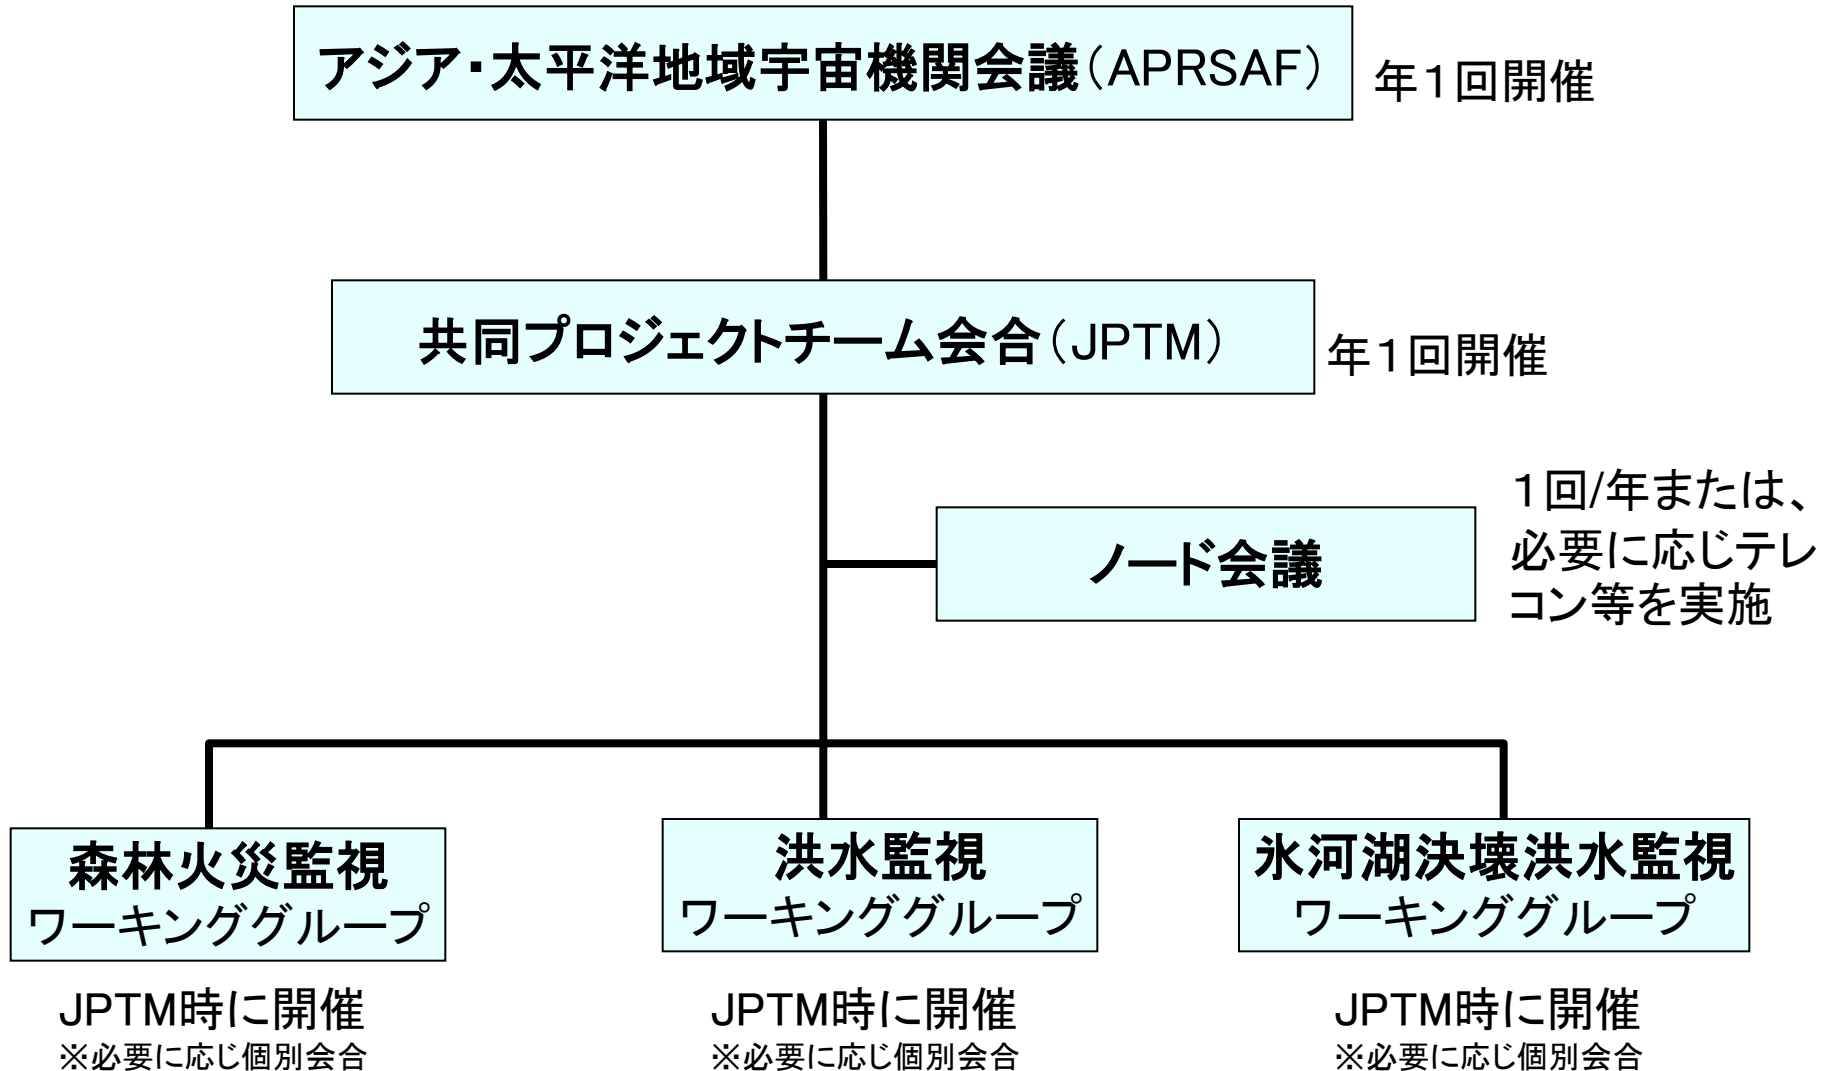 アジア・太平洋地域宇宙機関会議（APRSAF）
年１回開催
共同プロジェクトチーム会合（JPTM）
年１回開催
ノード会議
１回/年または、
必要に応じテレ
コン等を実施
森林火災監視
ワーキンググループ
JPTM時に開催
※必要に応じ個別会合
洪水監視
ワーキンググループ
JPTM時に開催
※必要に応じ個別会合
氷河湖決壊洪水監視
ワーキンググループ
JPTM時に開催
※必要に応じ個別会合